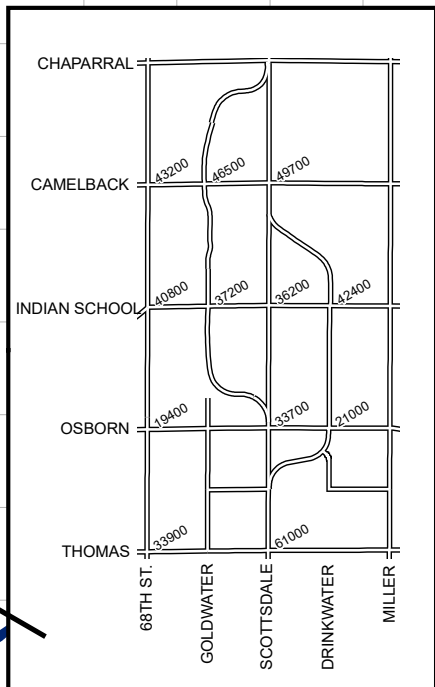 CHAPARRAL
43200 46500 49700
CAMELBACK
40800 37200 36200 42400
INDIAN SCHOOL
19400 33700 21000
OSBORN
33900 61000
THOMAS
68TH ST.
GOLDWATER
SCOTTSDALE
DRINKWATER
MILLER